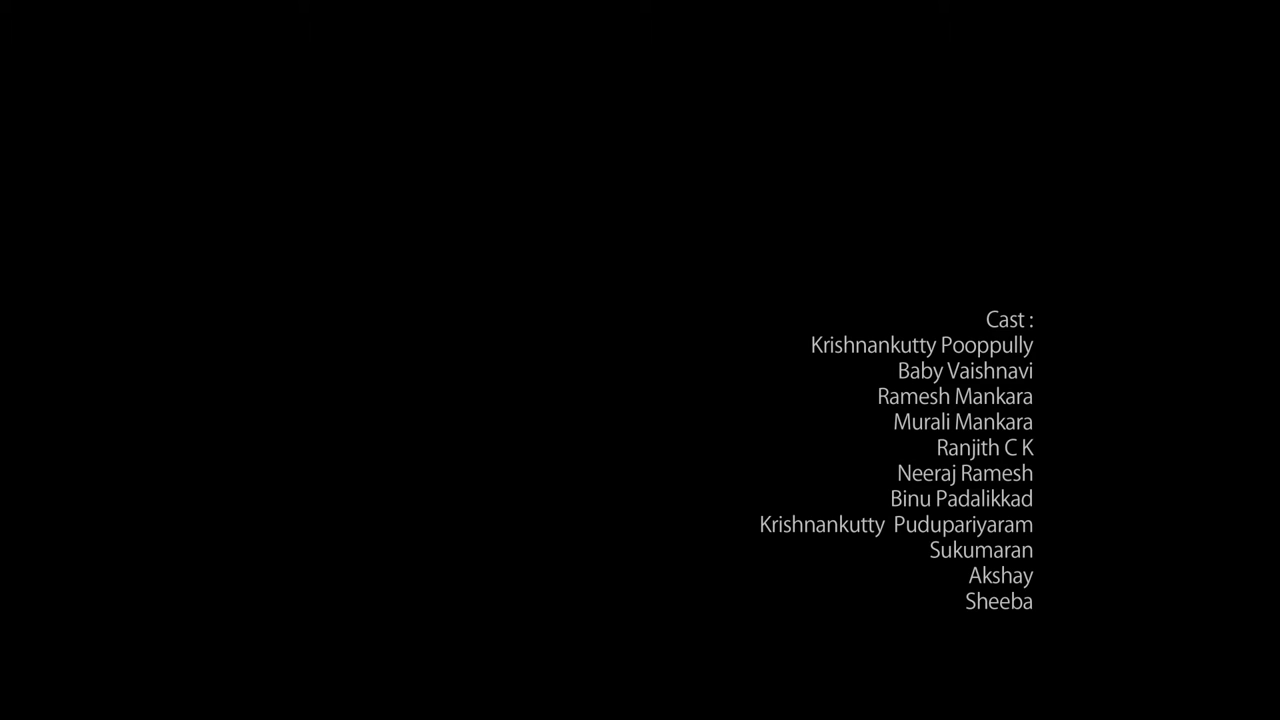 Cast :
Krishnankutty Pooppully
Baby Vaishnavi
Ramesh Mankara
Murali Mankara
Ranjith C K
Neeraj Ramesh
Binu Padalikkad
Krishnankutty  Pudupariyaram
Sukumaran
Akshay
Sheeba